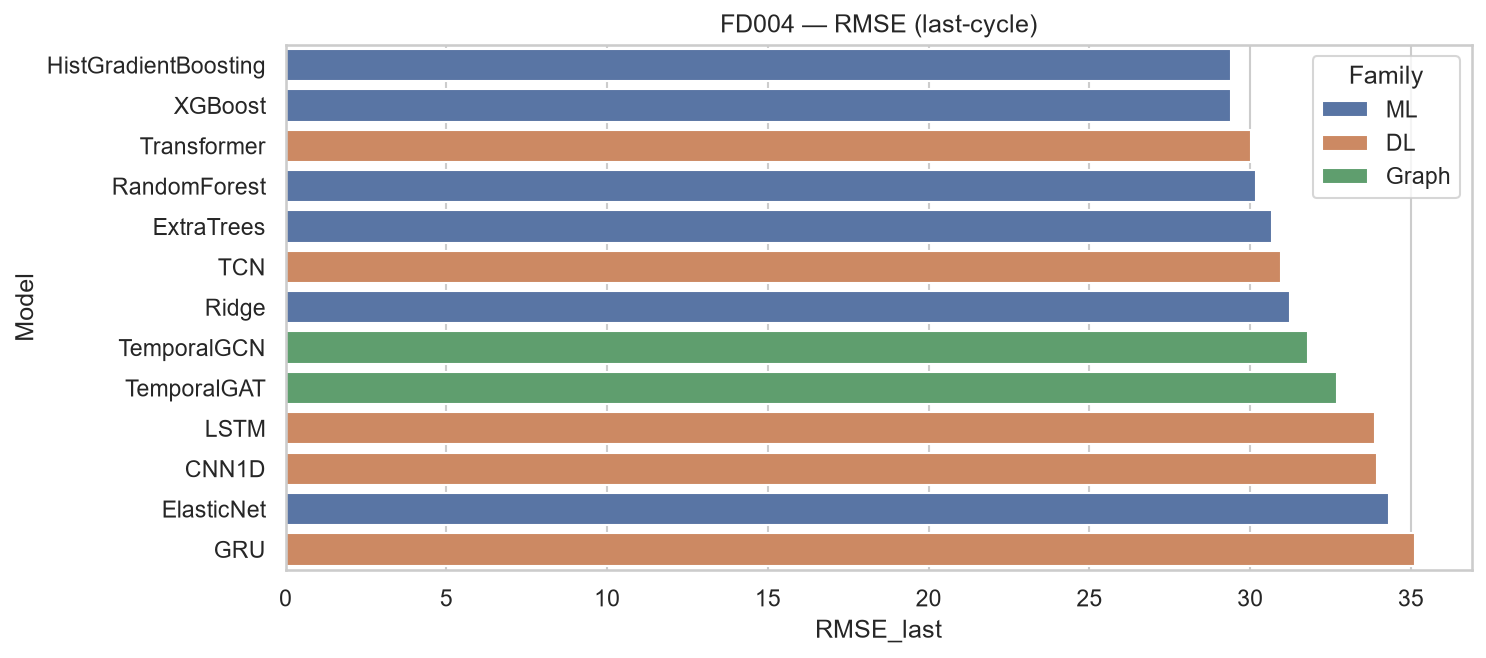 FD004 — RMSE (last-cycle)
Model
HistGradientBoosting
XGBoost
Transformer
RandomForest
ExtraTrees
TCN
Ridge
TemporalGCN
TemporalGAT
LSTM
CNN1D
ElasticNet
GRU
Family
ML
DL
Graph
0 5 10 15 20 25 30 35
RMSE_last